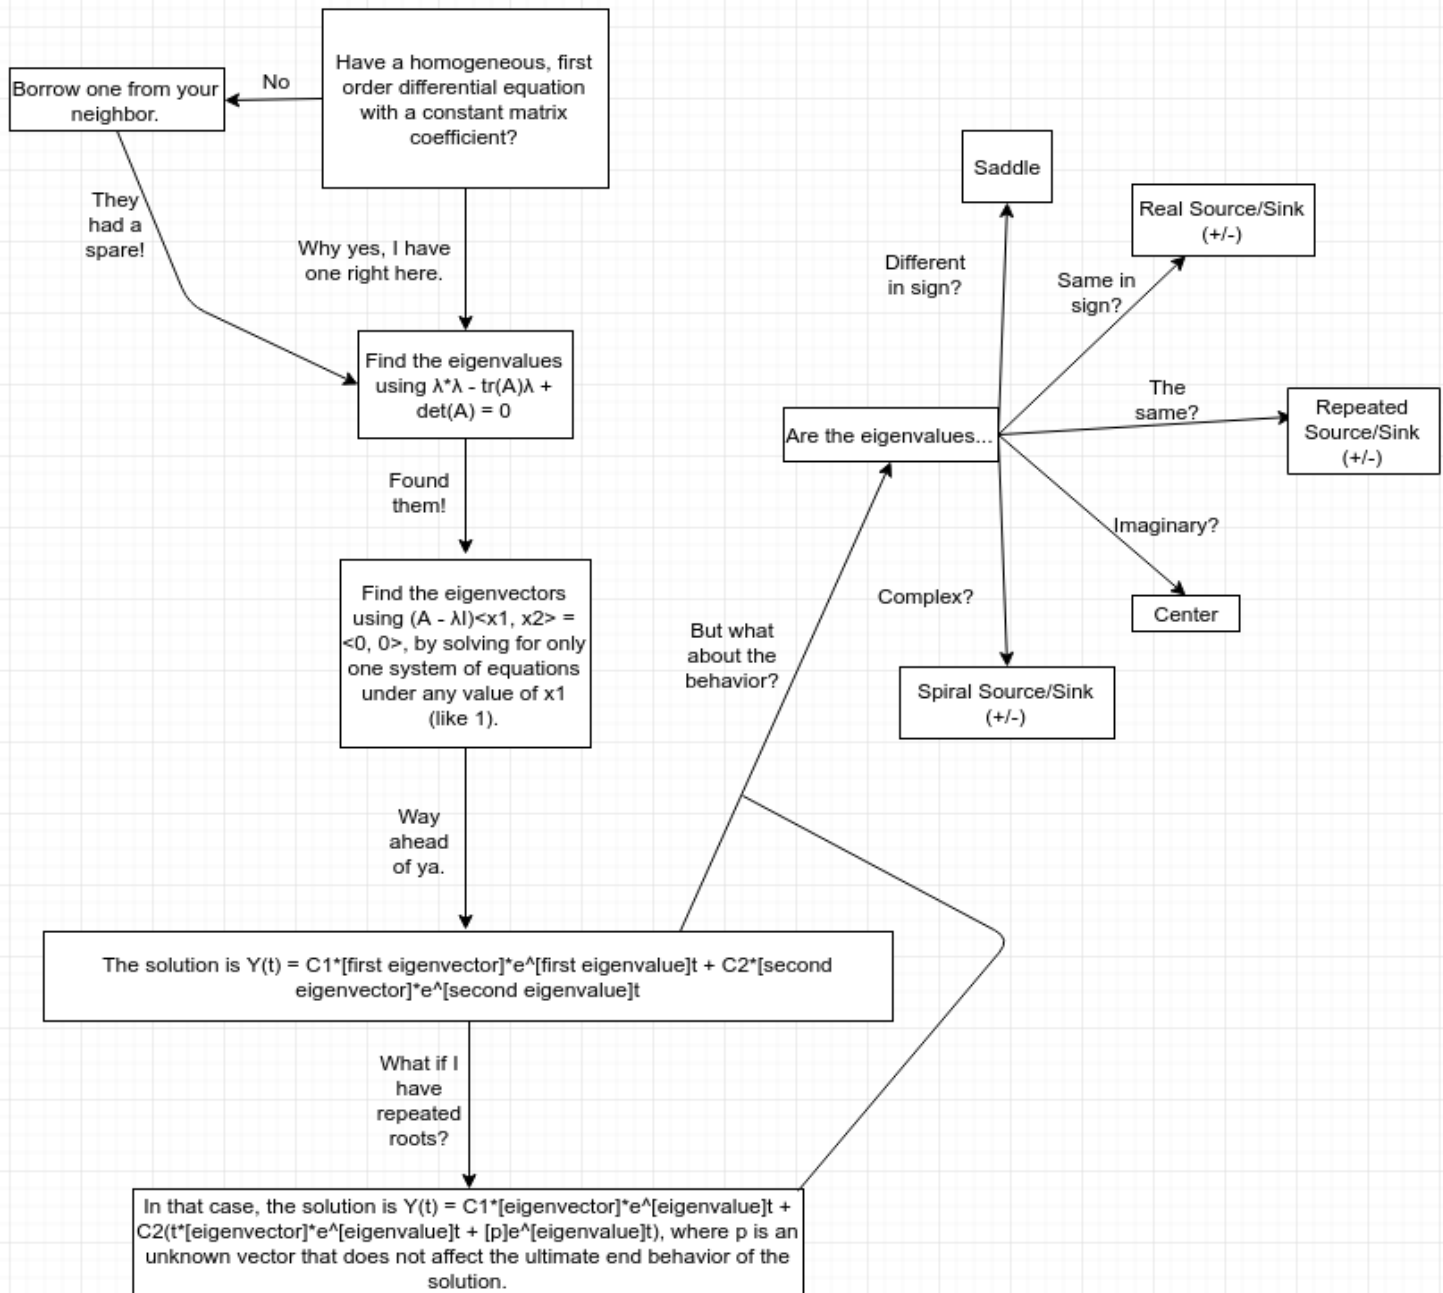 Have a homogeneous, first
order differential equation
with a constant matrix
coefficient?
No
Borrow one from your
neighbor.
They
had a
spare!
Why yes, I have
one right here.
Find the eigenvalues
using λ*λ - tr(A)λ +
det(A) = 0
Found
them!
Find the eigenvectors
using (A - λI)<x1, x2> =
<0, 0>, by solving for only
one system of equations
under any value of x1
(like 1).
Way
ahead
of ya.
The solution is Y(t) = C1*[first eigenvector]*e^[first eigenvalue]t + C2*[second
eigenvector]*e^[second eigenvalue]t
What if I
have
repeated
roots?
In that case, the solution is Y(t) = C1*[eigenvector]*e^[eigenvalue]t +
C2(t*[eigenvector]*e^[eigenvalue]t + [p]e^[eigenvalue]t), where p is an
unknown vector that does not affect the ultimate end behavior of the
solution.
But what
about the
behavior?
Are the eigenvalues...
Different
in sign?
Saddle
Same in
sign?
Real Source/Sink
(+/-)
The
same?
Repeated
Source/Sink
(+/-)
Imaginary?
Center
Complex?
Spiral Source/Sink
(+/-)